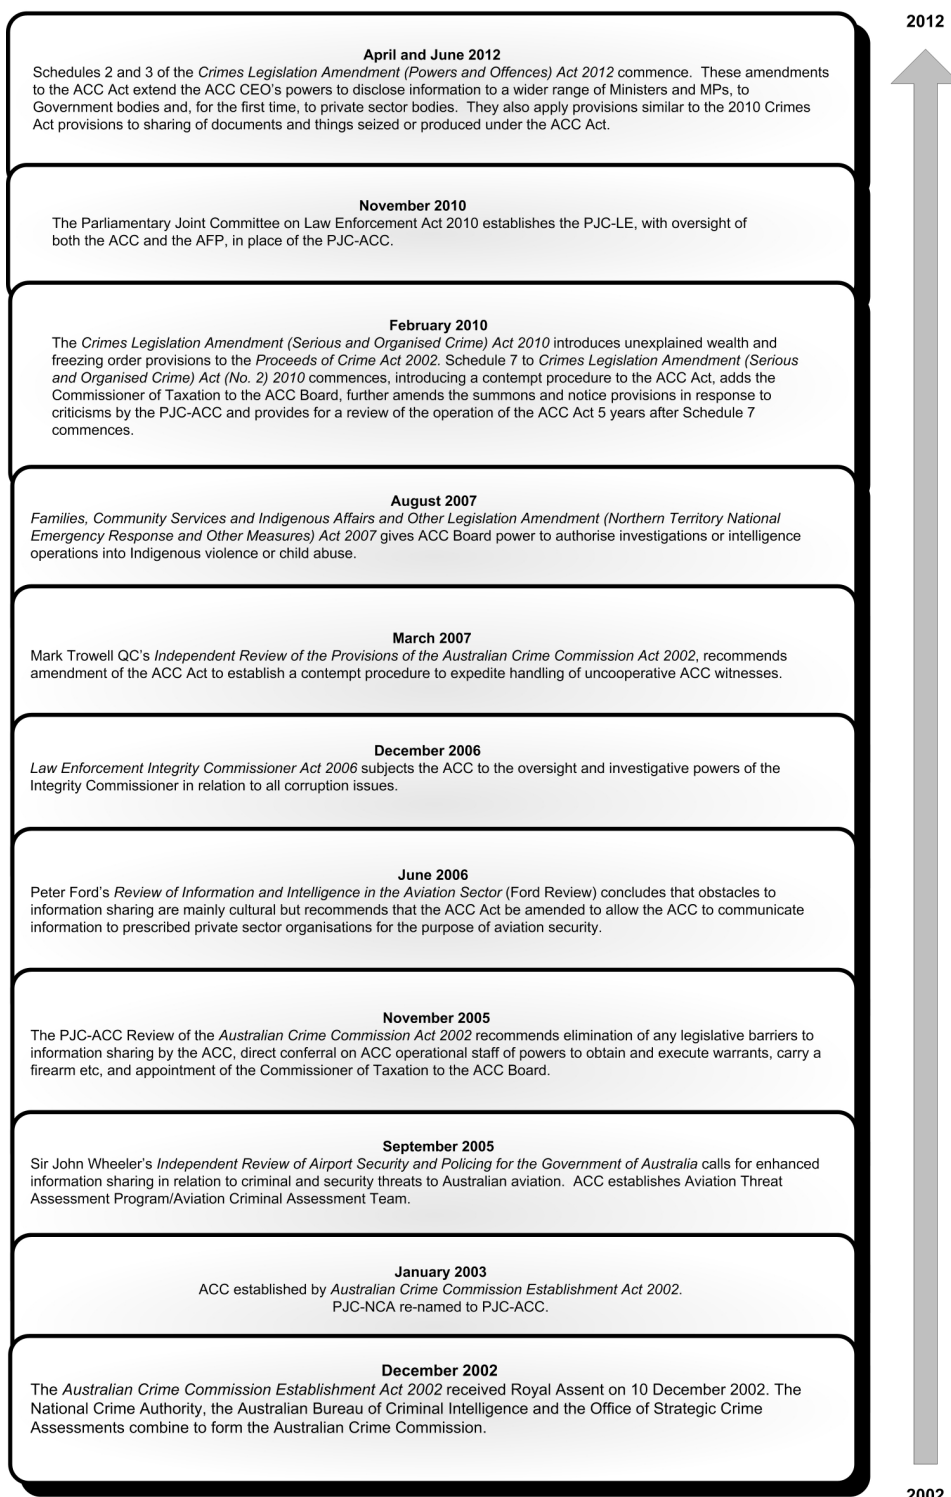 2012
April and June 2012
Schedules 2 and 3 of the Crimes Legislation Amendment (Powers and Offences) Act 2012 commence.  These amendments
to the ACC Act extend the ACC CEO's powers to disclose information to a wider range of Ministers and MPs, to
Government bodies and, for the first time, to private sector bodies.  They also apply provisions similar to the 2010 Crimes
Act provisions to sharing of documents and things seized or produced under the ACC Act.
November 2010
The Parliamentary Joint Committee on Law Enforcement Act 2010 establishes the PJC-LE, with oversight of
both the ACC and the AFP, in place of the PJC-ACC.
February 2010
The Crimes Legislation Amendment (Serious and Organised Crime) Act 2010 introduces unexplained wealth and
freezing order provisions to the Proceeds of Crime Act 2002. Schedule 7 to Crimes Legislation Amendment (Serious
and Organised Crime) Act (No. 2) 2010 commences, introducing a contempt procedure to the ACC Act, adds the
Commissioner of Taxation to the ACC Board, further amends the summons and notice provisions in response to
criticisms by the PJC-ACC and provides for a review of the operation of the ACC Act 5 years after Schedule 7
commences.
August 2007
Families, Community Services and Indigenous Affairs and Other Legislation Amendment (Northern Territory National
Emergency Response and Other Measures) Act 2007 gives ACC Board power to authorise investigations or intelligence
operations into Indigenous violence or child abuse.
March 2007
Mark Trowell QC's Independent Review of the Provisions of the Australian Crime Commission Act 2002, recommends
amendment of the ACC Act to establish a contempt procedure to expedite handling of uncooperative ACC witnesses.
December 2006
Law Enforcement Integrity Commissioner Act 2006 subjects the ACC to the oversight and investigative powers of the
Integrity Commissioner in relation to all corruption issues.
June 2006
Peter Ford's Review of Information and Intelligence in the Aviation Sector (Ford Review) concludes that obstacles to
information sharing are mainly cultural but recommends that the ACC Act be amended to allow the ACC to communicate
information to prescribed private sector organisations for the purpose of aviation security.
November 2005
The PJC-ACC Review of the Australian Crime Commission Act 2002 recommends elimination of any legislative barriers to
information sharing by the ACC, direct conferral on ACC operational staff of powers to obtain and execute warrants, carry a
firearm etc, and appointment of the Commissioner of Taxation to the ACC Board.
September 2005
Sir John Wheeler's Independent Review of Airport Security and Policing for the Government of Australia calls for enhanced
information sharing in relation to criminal and security threats to Australian aviation.  ACC establishes Aviation Threat
Assessment Program/Aviation Criminal Assessment Team.
January 2003
ACC established by Australian Crime Commission Establishment Act 2002.
PJC-NCA re-named to PJC-ACC.
December 2002
The Australian Crime Commission Establishment Act 2002 received Royal Assent on 10 December 2002. The
National Crime Authority, the Australian Bureau of Criminal Intelligence and the Office of Strategic Crime
Assessments combine to form the Australian Crime Commission.
2002